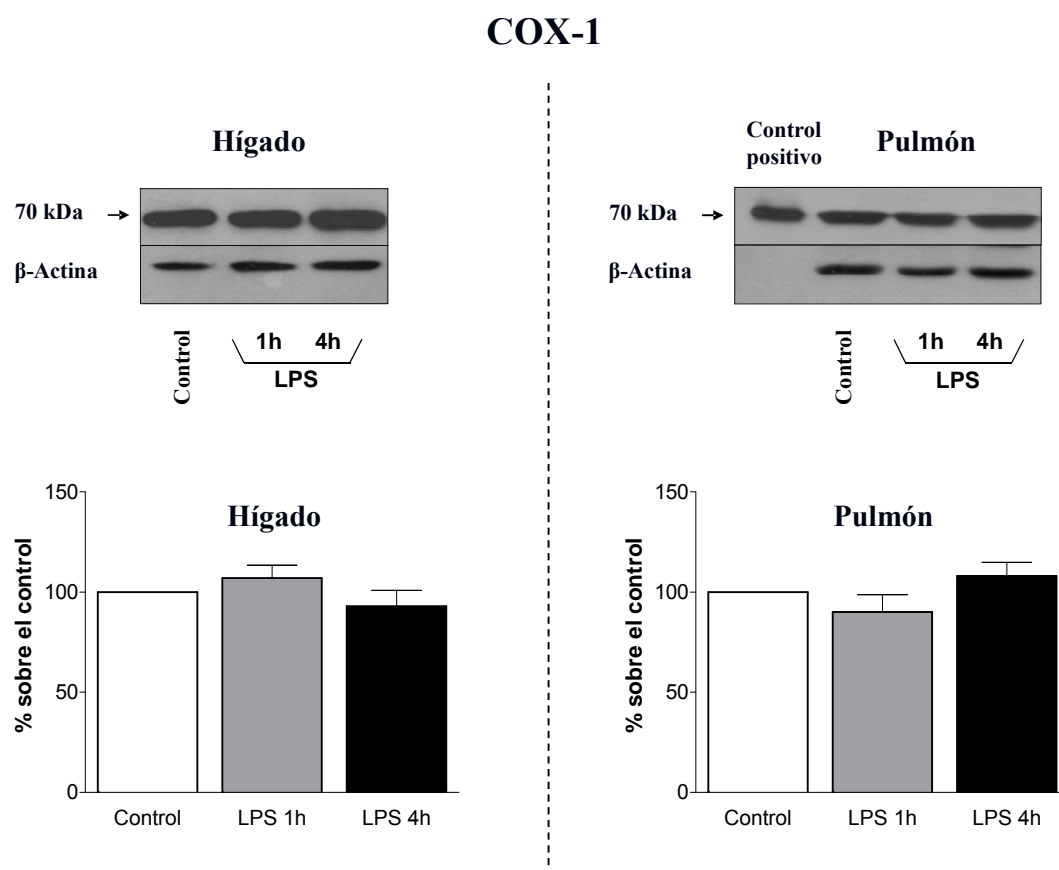 COX-1
Hígado
70 kDa
β-Actina
Control
1h 4h
LPS
Control
positivo
Pulmón
70 kDa
β-Actina
Control
1h 4h
LPS
Hígado
% sobre el control
150
100
50
0
Control LPS 1h LPS 4h
Pulmón
% sobre el control
150
100
50
0
Control LPS 1h LPS 4h